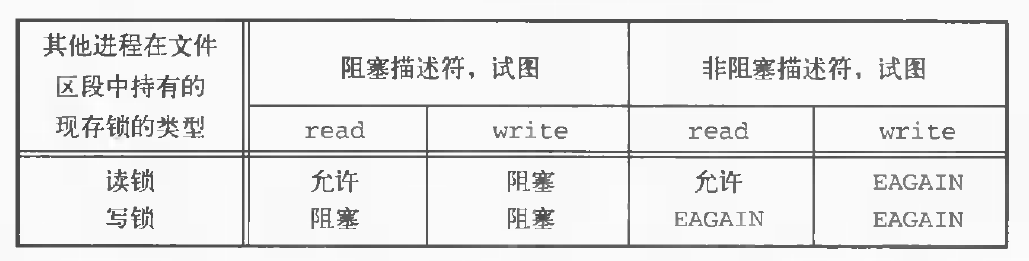 其他进程在文件
区段中持有的
现存锁的类型
阻塞描述符，试图
非阻塞描述符，试图
read write read write
读锁 允许 阻塞 允许 EAGAIN
写锁 阻塞 阻塞 EAGAIN EAGAIN